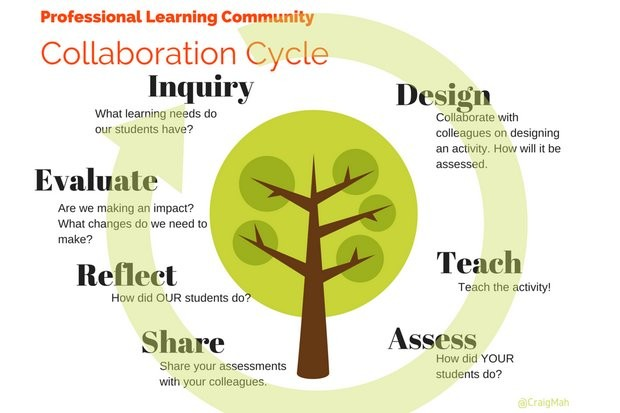 Professional Learning Community
Collaboration Cycle
Inquiry
What learning needs do
our students have?
Design
Collaborate with
colleagues on designing
an activity. How will it be
assessed.
Teach
Teach the activity!
Assess
How did YOUR
students do?
Share
Share your assessments
with your colleagues.
Reflect
How did OUR students do?
Evaluate
Are we making an impact?
What changes do we need to
make?
@CraigMah